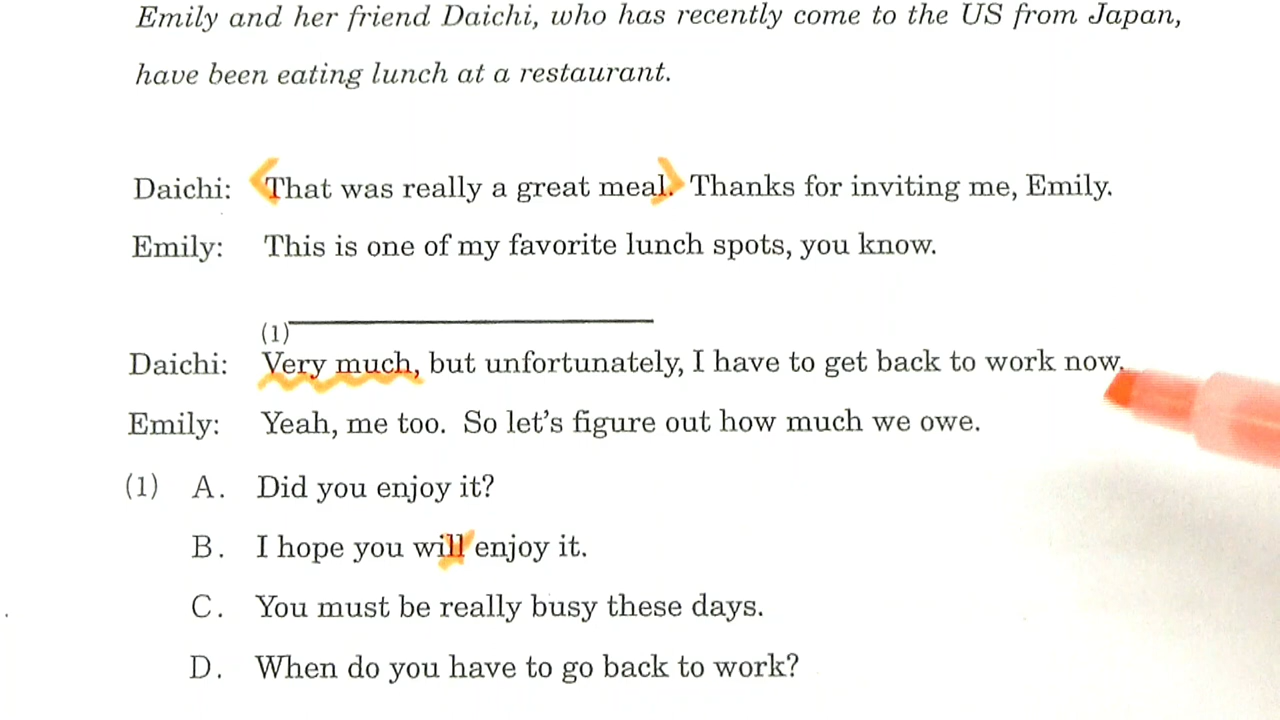 Emily and her friend Daichi, who has recently come to the US from Japan,
have been eating lunch at a restaurant.
Daichi: That was really a great meal. Thanks for inviting me, Emily.
Emily: This is one of my favorite lunch spots, you know.
(1)
Daichi: Very much, but unfortunately, I have to get back to work now.
Emily: Yeah, me too. So let's figure out how much we owe.
(1) A. Did you enjoy it?
B. I hope you will enjoy it.
C. You must be really busy these days.
D. When do you have to go back to work?